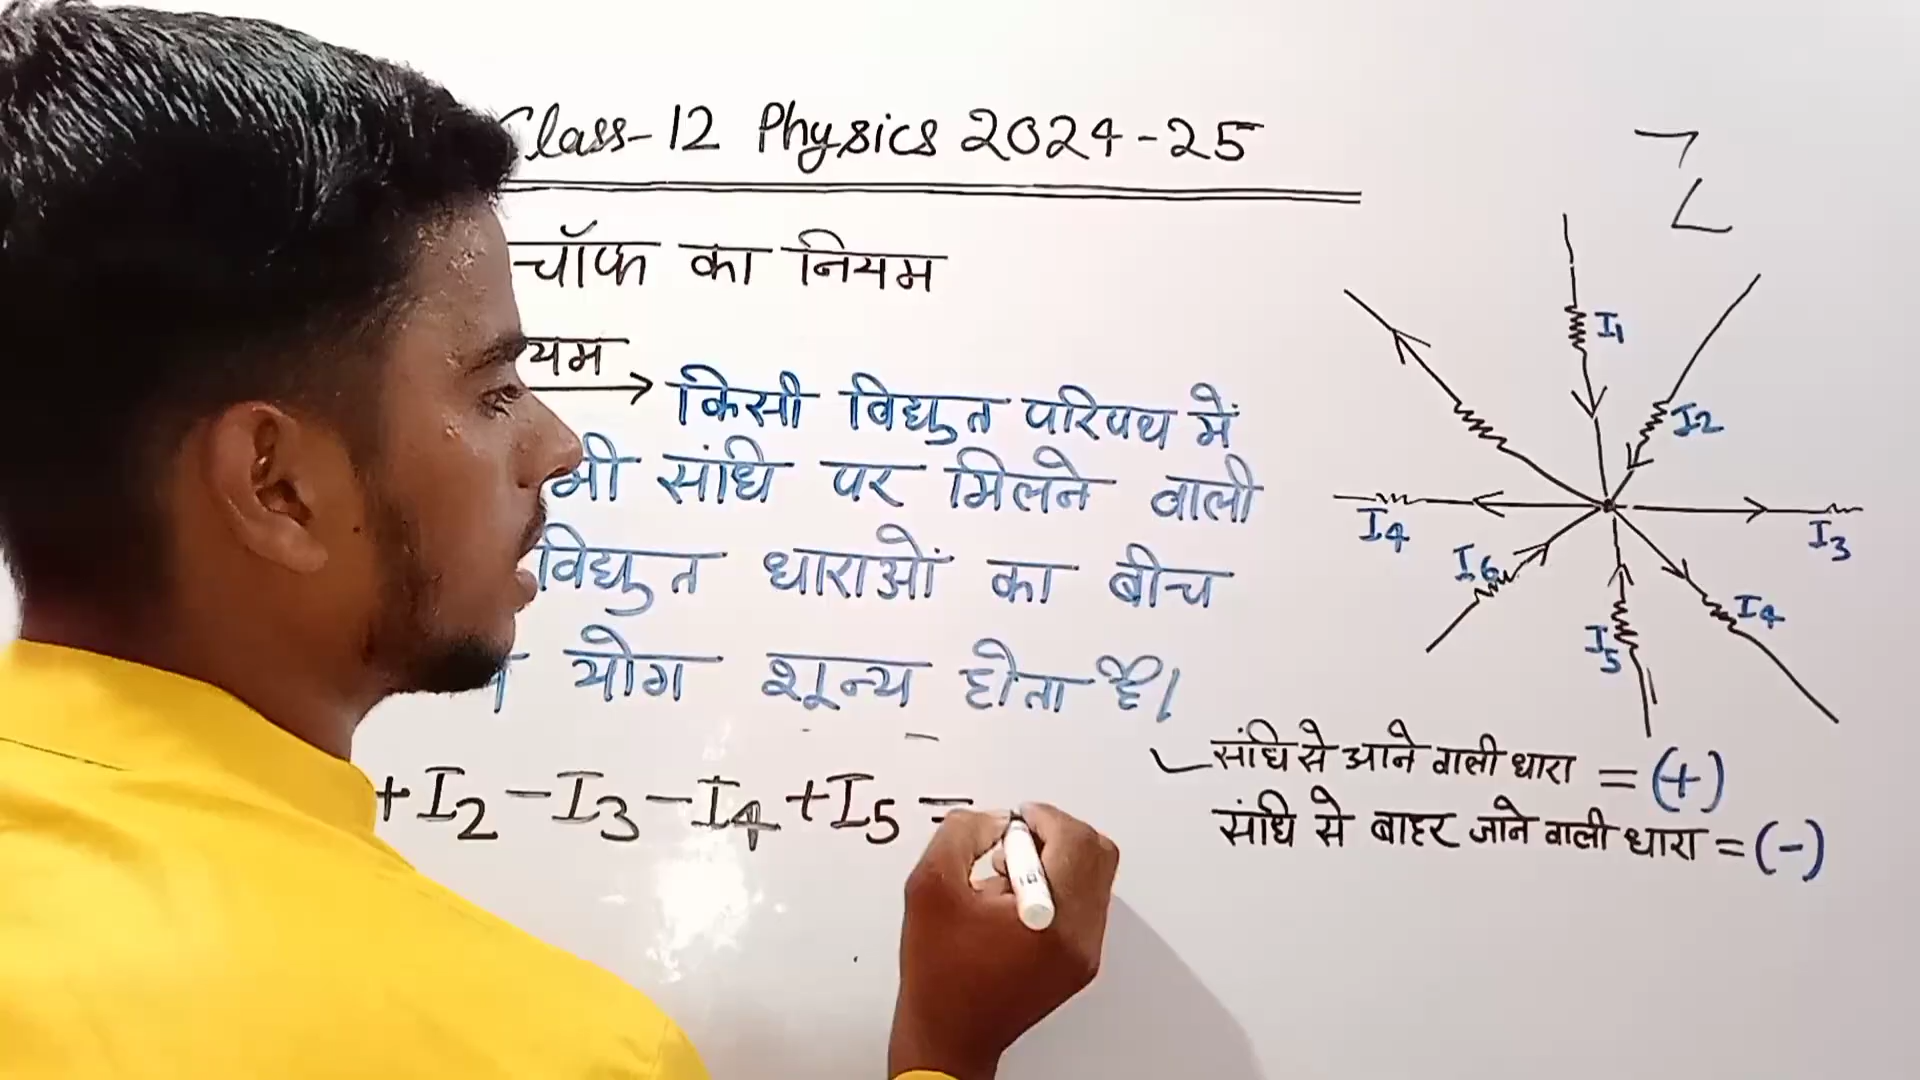 Class-12 Physics 2024-25
चॉफ का नियम
यम
किसी विद्युत परिपथ में
भी संधि पर मिलने वाली
विद्युत धाराओं का बीच
योग शून्य होता है।
+I2 -I3 -I4 +I5 =
I1
I2
I4
I3
I6
I5
I4
संधि से आने वाली धारा = (+)
संधि से बाहर जाने वाली धारा = (-)